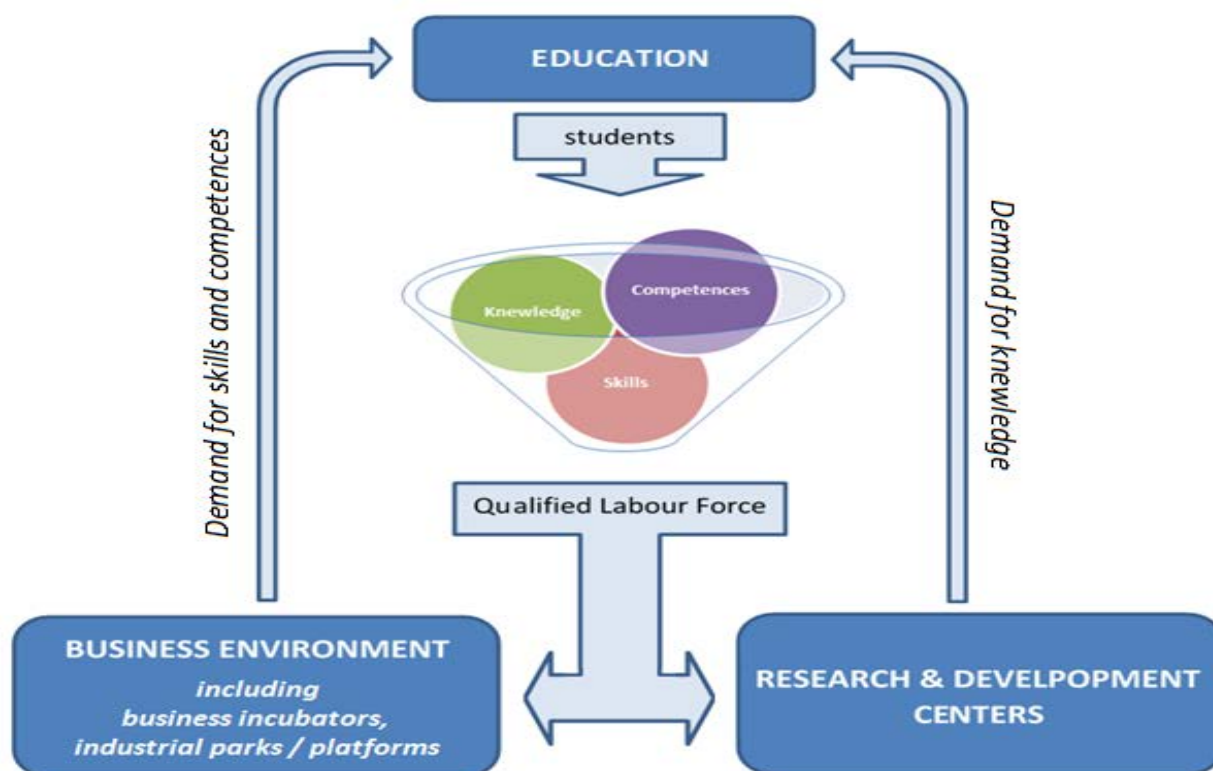 EDUCATION
students
Demand for skills and competences
Demand for knewledge
Knewledge
Competences
Skills
Qualified Labour Force
BUSINESS ENVIRONMENT
including
business incubators,
industrial parks / platforms
RESEARCH & DEVELPOPMENT
CENTERS